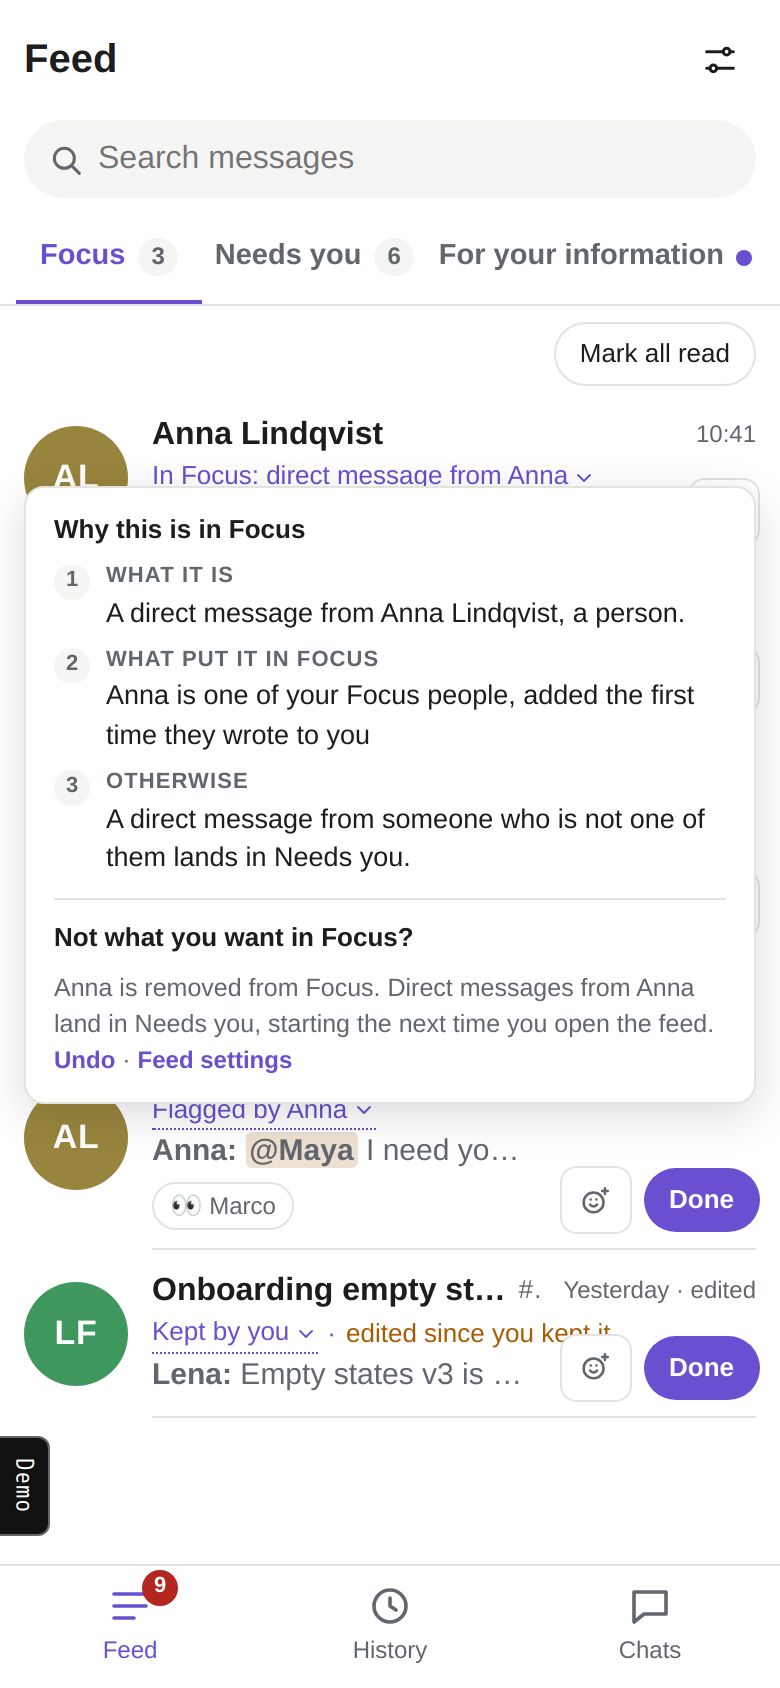 Feed
Search messages
Focus 3 Needs you 6 For your information
Mark all read
Anna Lindqvist 10:41
AL
In Focus: direct message from Anna
Why this is in Focus
1 WHAT IT IS
A direct message from Anna Lindqvist, a person.
2 WHAT PUT IT IN FOCUS
Anna is one of your Focus people, added the first
time they wrote to you
3 OTHERWISE
A direct message from someone who is not one of
them lands in Needs you.
Not what you want in Focus?
Anna is removed from Focus. Direct messages from Anna
land in Needs you, starting the next time you open the feed.
Undo · Feed settings
Flagged by Anna
AL
Anna: @Maya I need yo…
👀 Marco
Done
Onboarding empty st… #. Yesterday · edited
LF
Kept by you · edited since you kept it
Lena: Empty states v3 is …
Done
Demo
9
Feed History Chats